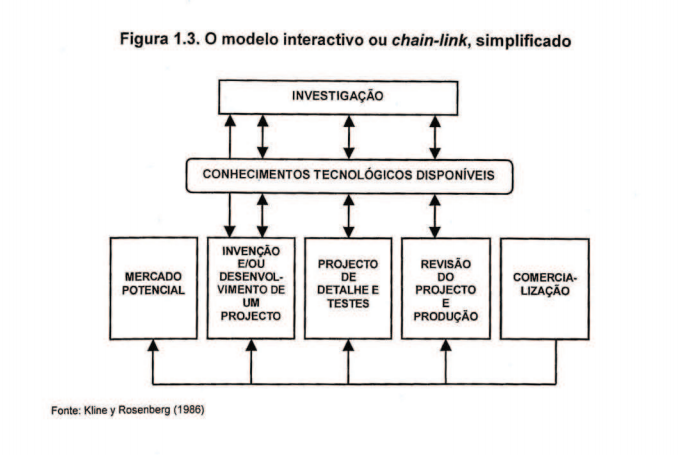 Figura 1.3. O modelo interactivo ou chain-link, simplificado
INVESTIGAÇÃO
CONHECIMENTOS TECNOLÓGICOS DISPONÍVEIS
MERCADO
POTENCIAL
INVENÇÃO
E/OU
DESENVOL-
VIMENTO DE
UM
PROJECTO
PROJECTO
DE
DETALHE E
TESTES
REVISÃO
DO
PROJECTO
E
PRODUÇÃO
COMERCIA-
LIZAÇÃO
Fonte: Kline y Rosenberg (1986)